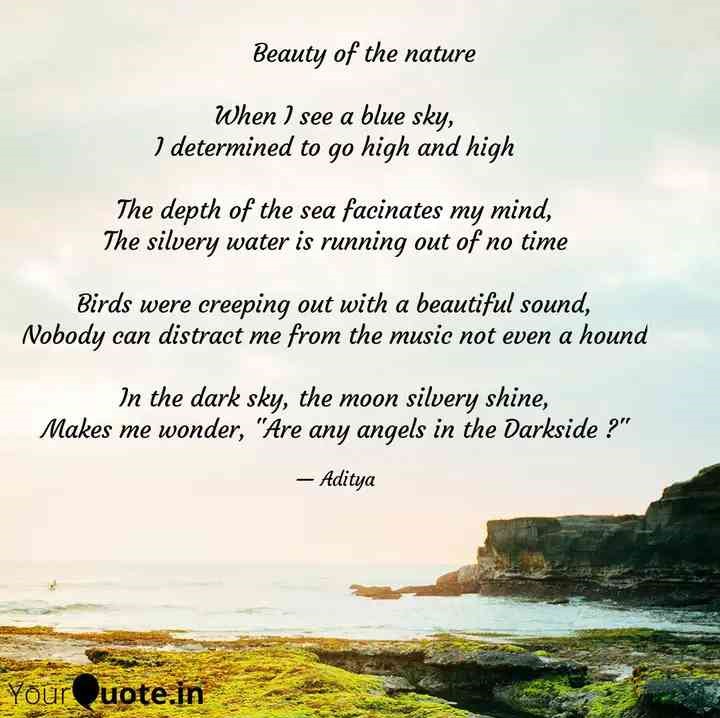 Beauty of the nature
When I see a blue sky,
I determined to go high and high
The depth of the sea facinates my mind,
The silvery water is running out of no time
Birds were creeping out with a beautiful sound,
Nobody can distract me from the music not even a hound
In the dark sky, the moon silvery shine,
Makes me wonder, "Are any angels in the Darkside ?"
— Aditya
YourQuote.in